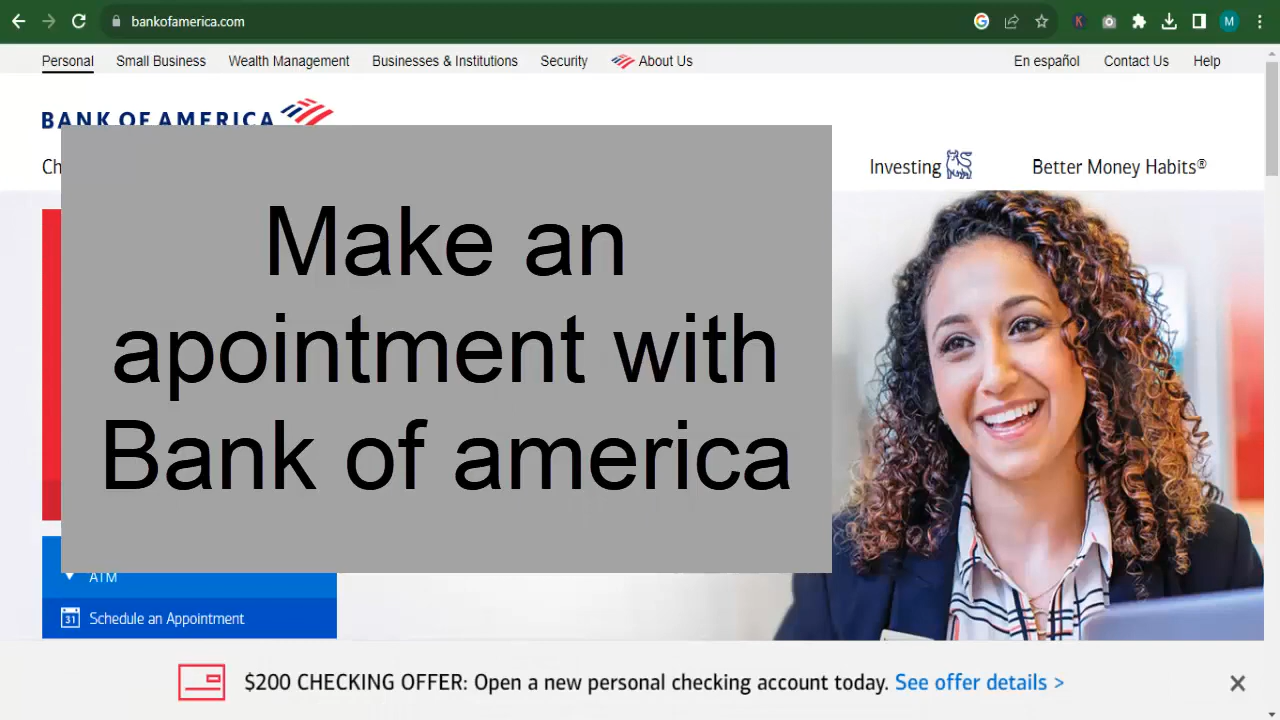 bankofamerica.com
K
M
Personal Small Business Wealth Management Businesses & Institutions Security About Us En español Contact Us Help
BANK OF AMERICA
Ch
Investing Better Money Habits®
Make an
apointment with
Bank of america
ATM
31 Schedule an Appointment
$200 CHECKING OFFER: Open a new personal checking account today. See offer details >